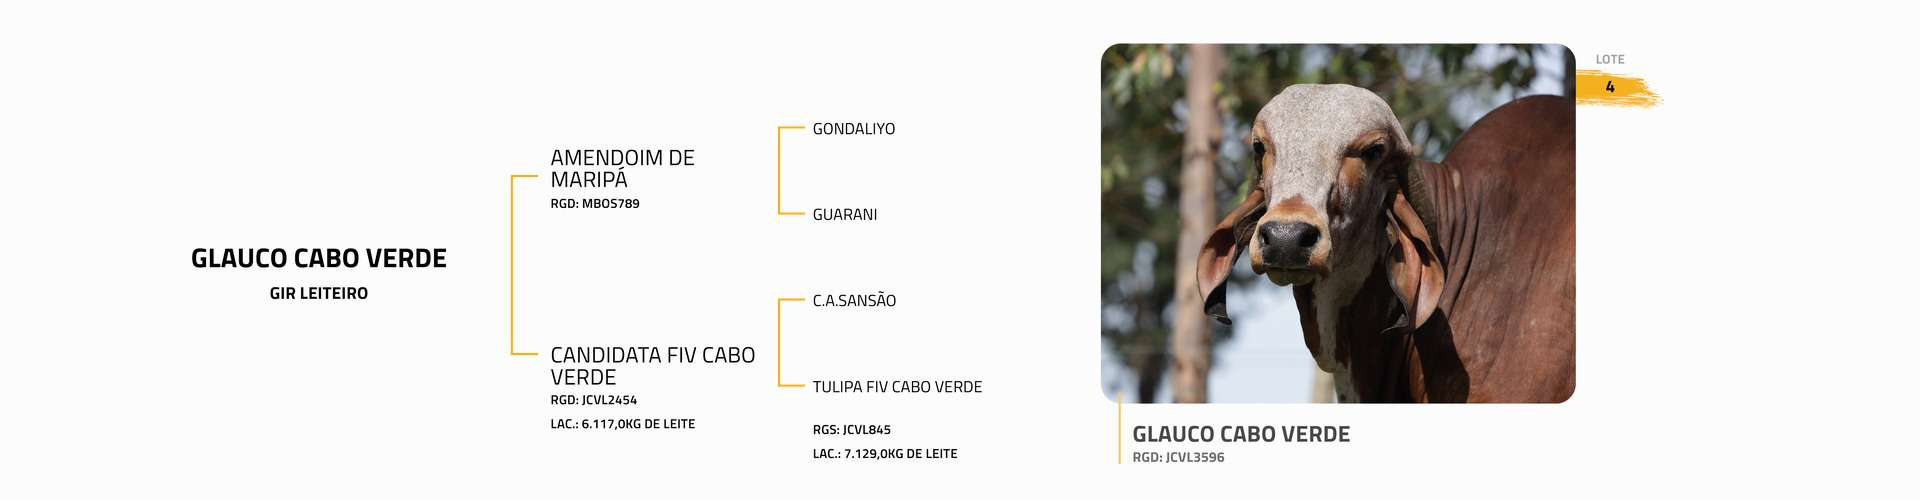 GLAUCO CABO VERDE
GIR LEITEIRO
AMENDOIM DE
MARIPÁ
RGD: MBOS789
CANDIDATA FIV CABO
VERDE
RGD: JCVL2454
LAC.: 6.117,0KG DE LEITE
GONDALIYO
GUARANI
C.A.SANSÃO
TULIPA FIV CABO VERDE
RGS: JCVL845
LAC.: 7.129,0KG DE LEITE
LOTE
4
GLAUCO CABO VERDE
RGD: JCVL3596